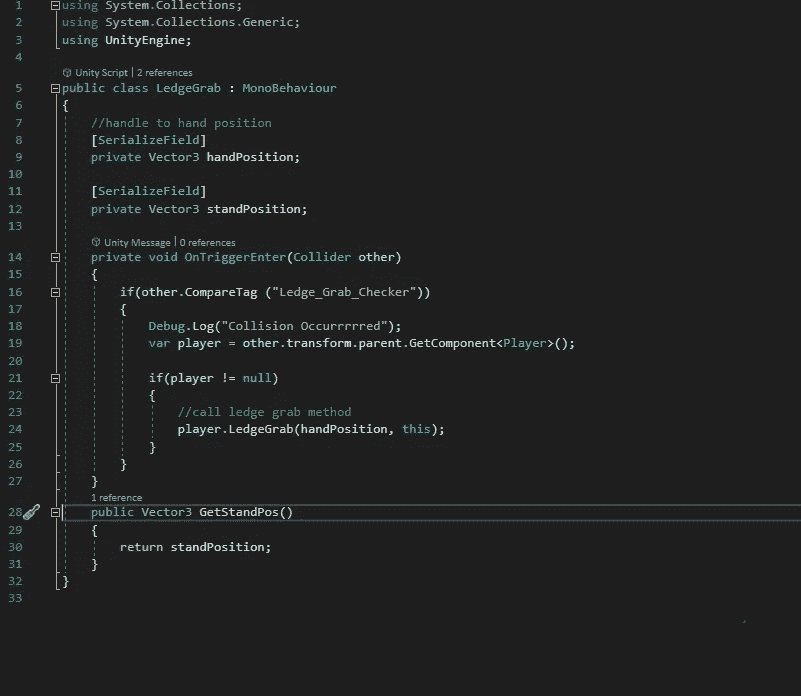 1 using System.Collections;
2 using System.Collections.Generic;
3 using UnityEngine;
4
Unity Script | 2 references
5 public class LedgeGrab : MonoBehaviour
6 {
7 //handle to hand position
8 [SerializeField]
9 private Vector3 handPosition;
10
11 [SerializeField]
12 private Vector3 standPosition;
13
Unity Message | 0 references
14 private void OnTriggerEnter(Collider other)
15 {
16 if(other.CompareTag ("Ledge_Grab_Checker"))
17 {
18 Debug.Log("Collision Occurrrrred");
19 var player = other.transform.parent.GetComponent<Player>();
20
21 if(player != null)
22 {
23 //call ledge grab method
24 player.LedgeGrab(handPosition, this);
25 }
26 }
27 }
1 reference
28 public Vector3 GetStandPos()
29 {
30 return standPosition;
31 }
32 }
33